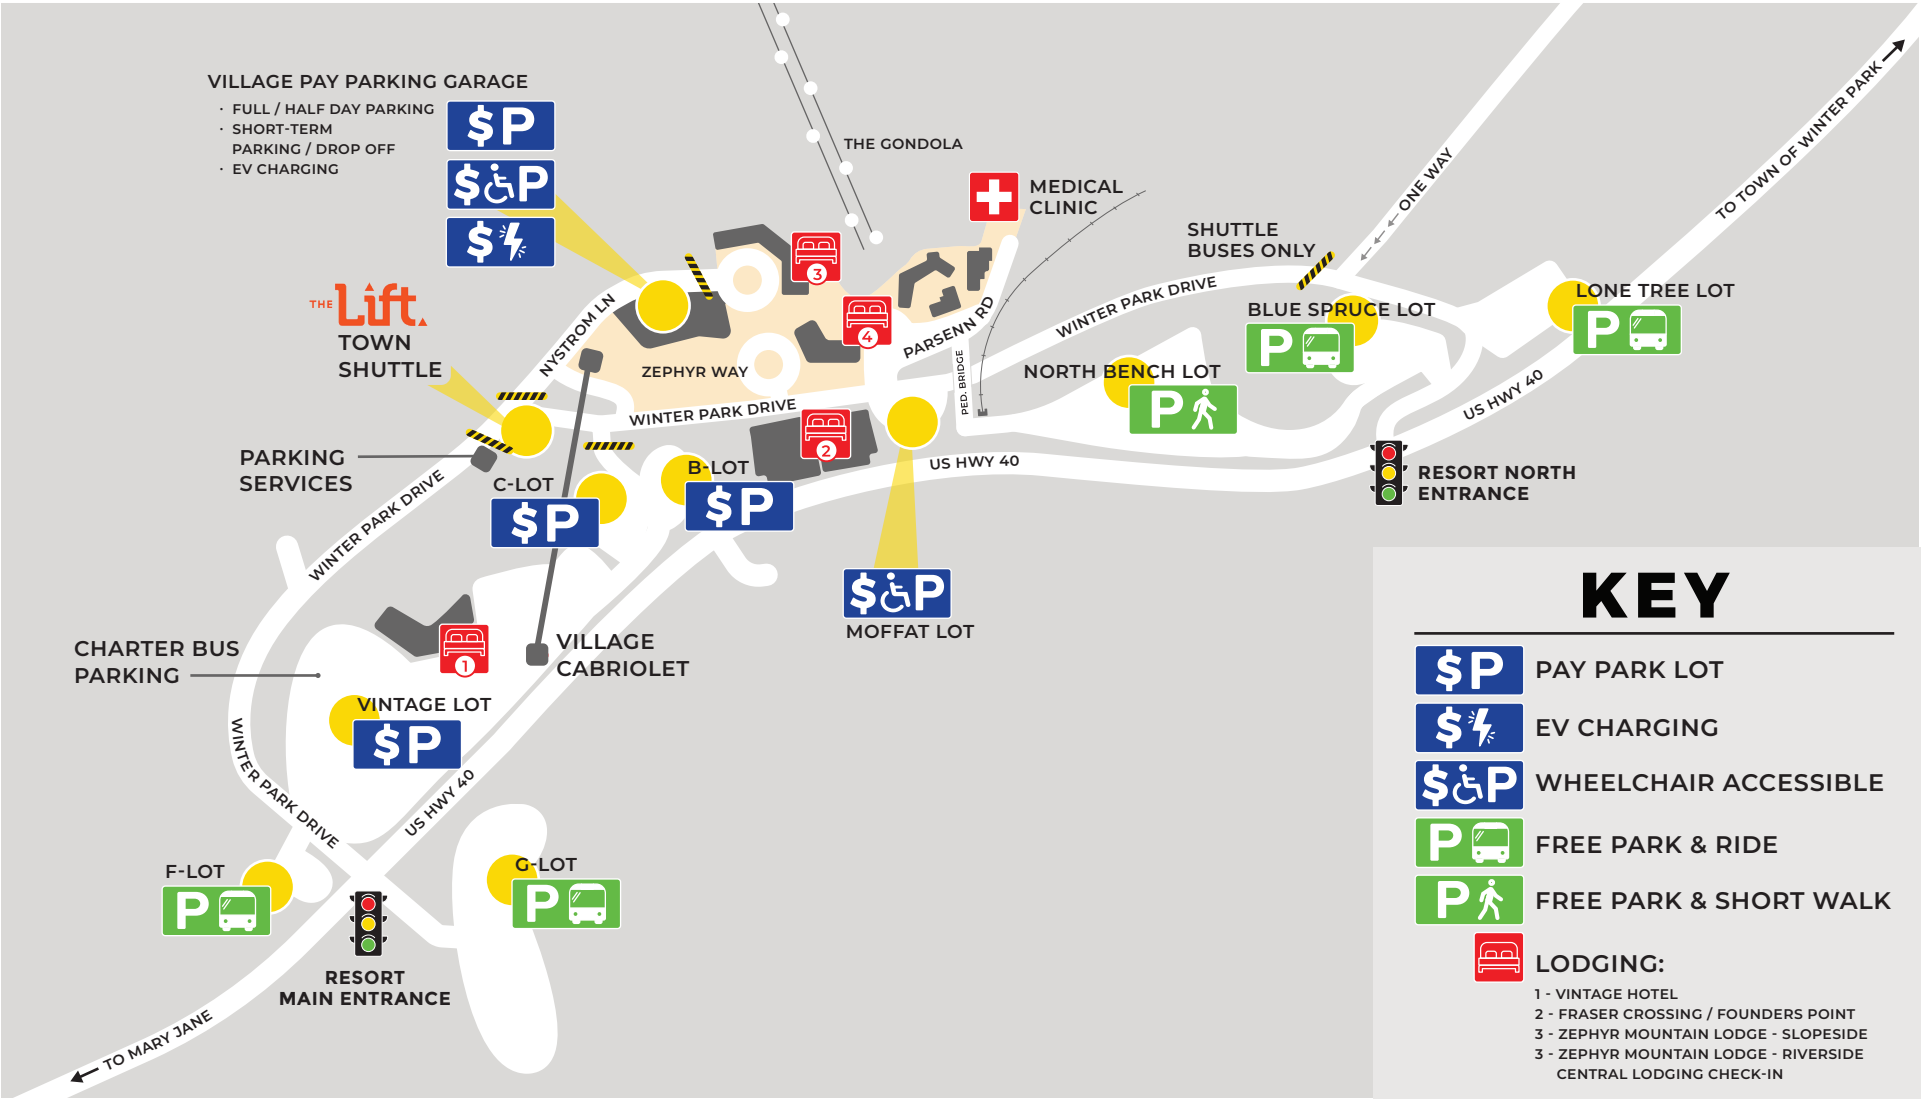 VILLAGE PAY PARKING GARAGE
· FULL / HALF DAY PARKING
· SHORT-TERM
PARKING / DROP OFF
· EV CHARGING
$P
$P
$
THE GONDOLA
MEDICAL
CLINIC
SHUTTLE
BUSES ONLY
ONE WAY
TO TOWN OF WINTER PARK
THE Lift.
TOWN
SHUTTLE
NYSTROM LN
ZEPHYR WAY
3
4
PARSENN RD
PED. BRIDGE
WINTER PARK DRIVE
BLUE SPRUCE LOT
P
LONE TREE LOT
P
NORTH BENCH LOT
P
US HWY 40
WINTER PARK DRIVE
2
US HWY 40
PARKING
SERVICES
C-LOT
$P
B-LOT
$P
RESORT NORTH
ENTRANCE
WINTER PARK DRIVE
$P
MOFFAT LOT
CHARTER BUS
PARKING
1
VILLAGE
CABRIOLET
VINTAGE LOT
$P
WINTER PARK DRIVE
US HWY 40
F-LOT
P
G-LOT
P
RESORT
MAIN ENTRANCE
TO MARY JANE
KEY
$P PAY PARK LOT
$ EV CHARGING
$P WHEELCHAIR ACCESSIBLE
P FREE PARK & RIDE
P FREE PARK & SHORT WALK
LODGING:
1 - VINTAGE HOTEL
2 - FRASER CROSSING / FOUNDERS POINT
3 - ZEPHYR MOUNTAIN LODGE - SLOPESIDE
3 - ZEPHYR MOUNTAIN LODGE - RIVERSIDE
CENTRAL LODGING CHECK-IN